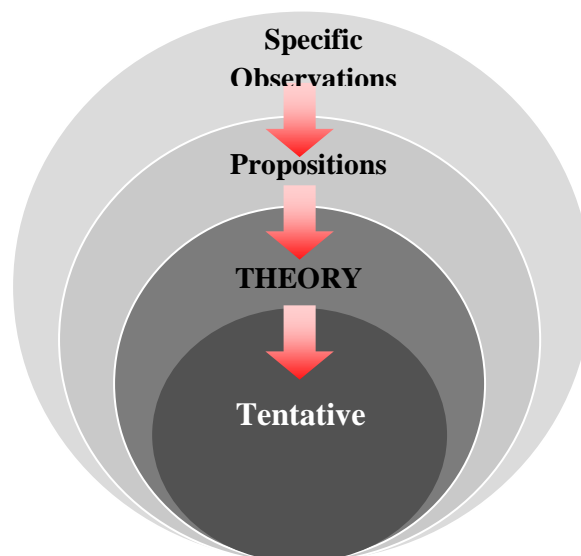 Specific
Observations
Propositions
THEORY
Tentative